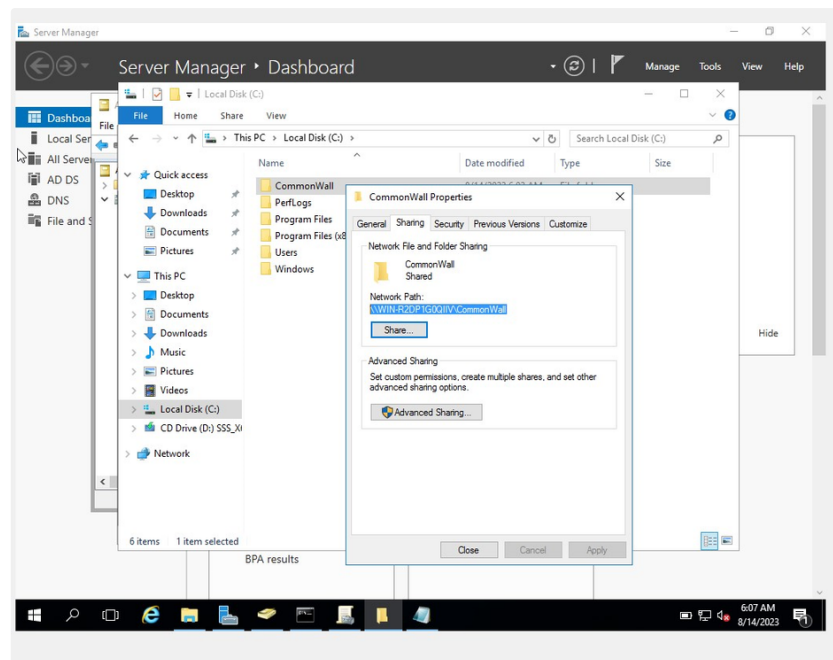 Server Manager
Server Manager ‣ Dashboard
Manage Tools View Help
Local Disk (C:)
File Home Share View
This PC > Local Disk (C:) >
Search Local Disk (C:)
Dashboa
Local Ser
All Server
AD DS
DNS
File and S
File
Quick access
Desktop
Downloads
Documents
Pictures
This PC
Desktop
Documents
Downloads
Music
Pictures
Videos
Local Disk (C:)
CD Drive (D:) SSS_X
Network
Name Date modified Type Size
CommonWall
PerfLogs
Program Files
Program Files (x8
Users
Windows
CommonWall Properties
General Sharing Security Previous Versions Customize
Network File and Folder Sharing
CommonWall
Shared
Network Path:
\\WIN-R2DP1G0QIIV\CommonWall
Share...
Advanced Sharing
Set custom permissions, create multiple shares, and set other
advanced sharing options.
Advanced Sharing...
Close Cancel Apply
Hide
6 items 1 item selected
BPA results
6:07 AM
8/14/2023